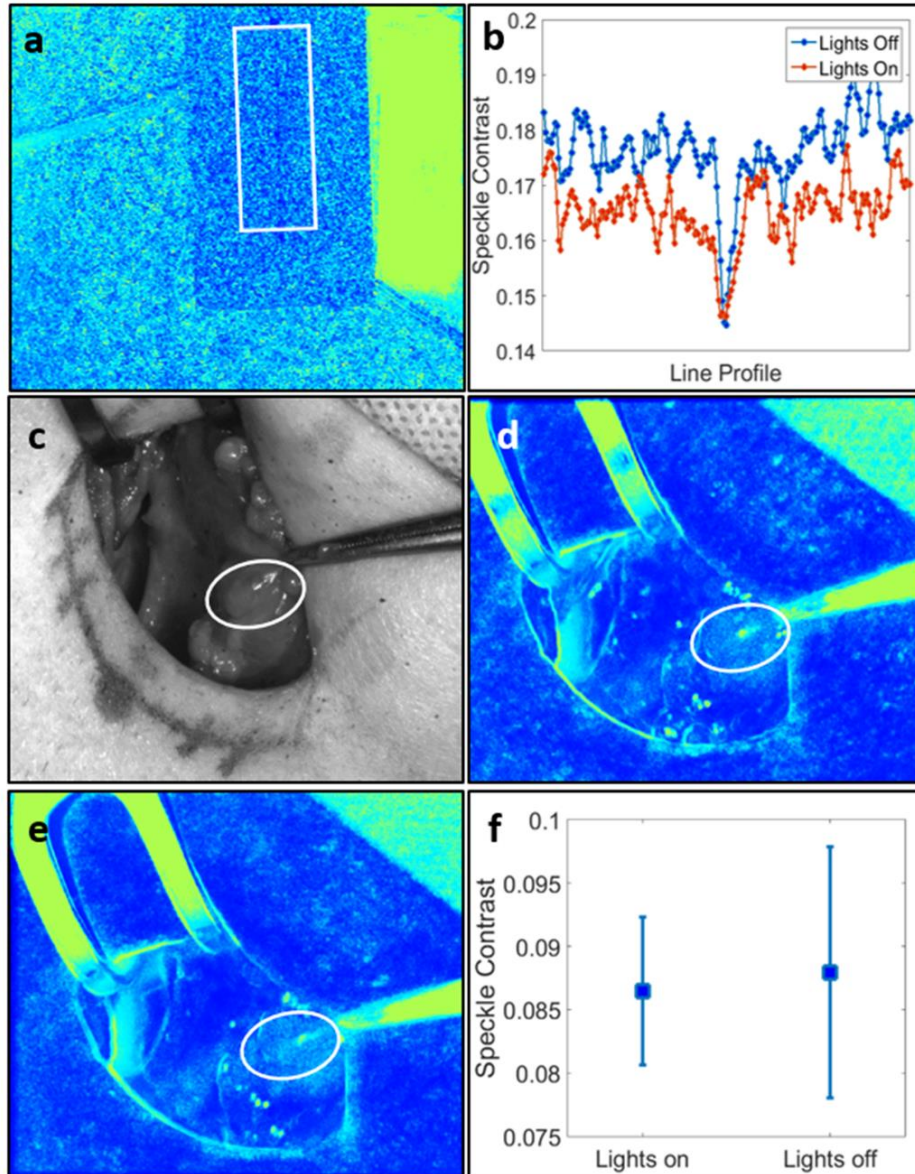 a
b
Speckle Contrast
0.2
0.19
0.18
0.17
0.16
0.15
0.14
Lights Off
Lights On
Line Profile
c
d
e
f
Speckle Contrast
0.1
0.095
0.09
0.085
0.08
0.075
Lights on
Lights off